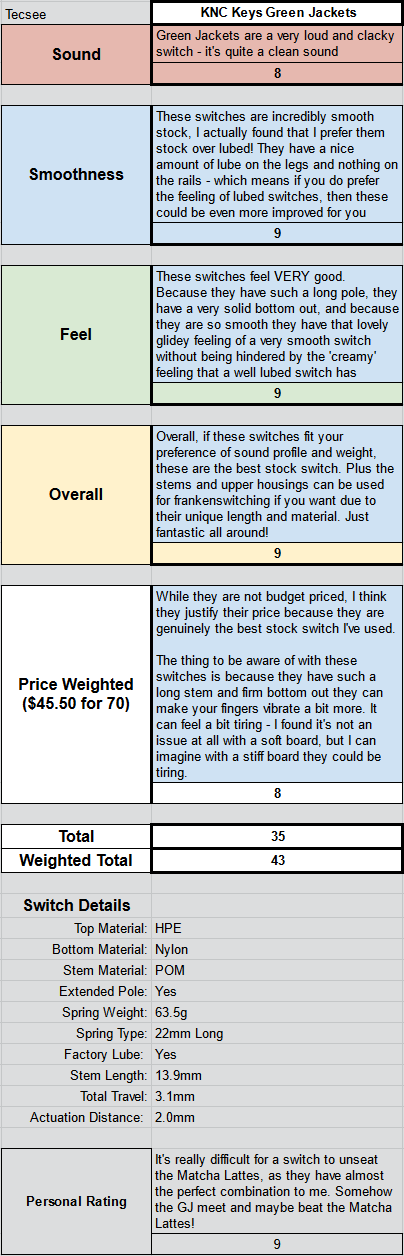 Tecsee
KNC Keys Green Jackets
Sound
Green Jackets are a very loud and clacky
switch - it's quite a clean sound
8
Smoothness
These switches are incredibly smooth
stock, I actually found that I prefer them
stock over lubed! They have a nice
amount of lube on the legs and nothing on
the rails - which means if you do prefer
the feeling of lubed switches, then these
could be even more improved for you
9
Feel
These switches feel VERY good.
Because they have such a long pole, they
have a very solid bottom out, and because
they are so smooth they have that lovely
glidey feeling of a very smooth switch
without being hindered by the 'creamy'
feeling that a well lubed switch has
9
Overall
Overall, if these switches fit your
preference of sound profile and weight,
these are the best stock switch. Plus the
stems and upper housings can be used
for frankenswitching if you want due to
their unique length and material. Just
fantastic all around!
9
Price Weighted
($45.50 for 70)
While they are not budget priced, I think
they justify their price because they are
genuinely the best stock switch I've used.
The thing to be aware of with these
switches is because they have such a
long stem and firm bottom out they can
make your fingers vibrate a bit more. It
can feel a bit tiring - I found it's not an
issue at all with a soft board, but I can
imagine with a stiff board they could be
tiring.
8
Total
35
Weighted Total
43
Switch Details
Top Material: HPE
Bottom Material: Nylon
Stem Material: POM
Extended Pole: Yes
Spring Weight: 63.5g
Spring Type: 22mm Long
Factory Lube: Yes
Stem Length: 13.9mm
Total Travel: 3.1mm
Actuation Distance: 2.0mm
Personal Rating
It's really difficult for a switch to unseat
the Matcha Lattes, as they have almost
the perfect combination to me. Somehow
the GJ meet and maybe beat the Matcha
Lattes!
9